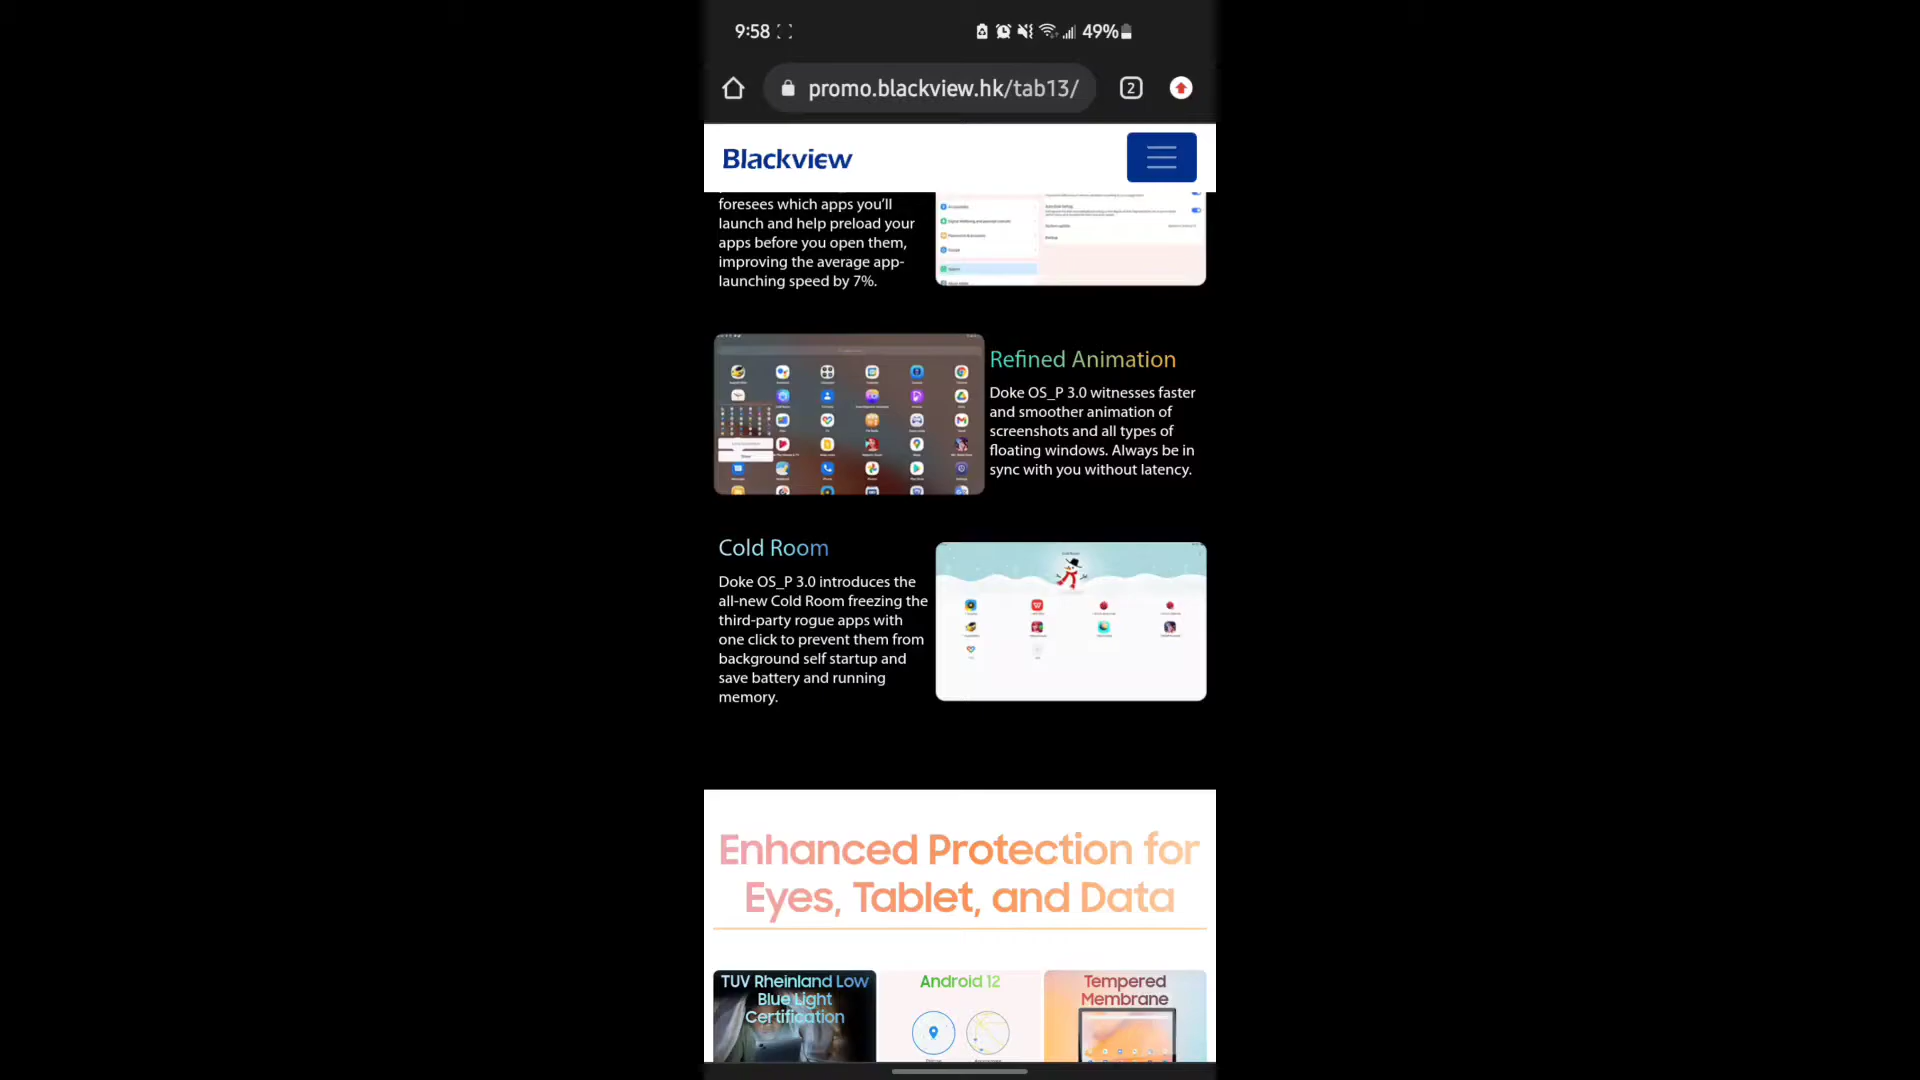 9:58
49%
promo.blackview.hk/tab13/
2
Blackview
foresees which apps you'll
launch and help preload your
apps before you open them,
improving the average app-
launching speed by 7%.
Refined Animation
Doke OS_P 3.0 witnesses faster
and smoother animation of
screenshots and all types of
floating windows. Always be in
sync with you without latency.
Cold Room
Doke OS_P 3.0 introduces the
all-new Cold Room freezing the
third-party rogue apps with
one click to prevent them from
background self startup and
save battery and running
memory.
Enhanced Protection for
Eyes, Tablet, and Data
TUV Rheinland Low
Blue Light
Certification
Android 12
Tempered
Membrane